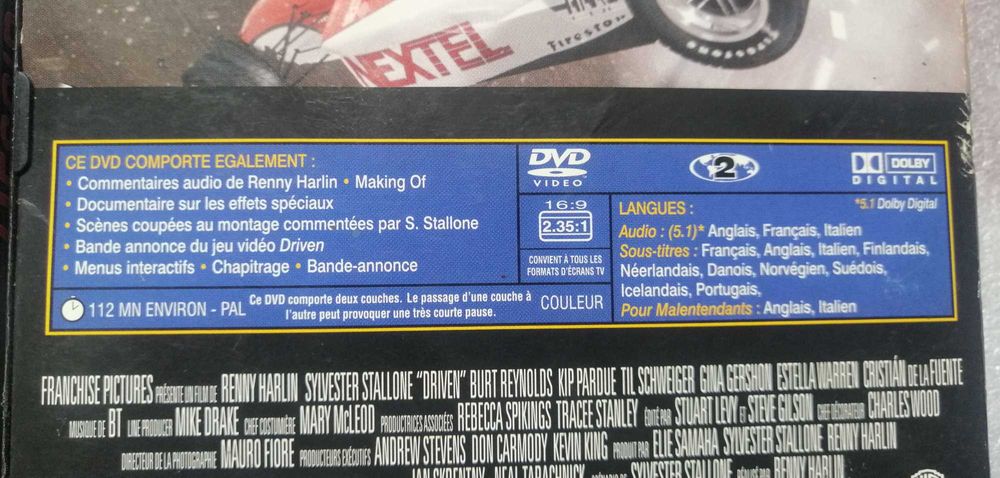 NEXTEL
Firestone
CE DVD COMPORTE EGALEMENT :
• Commentaires audio de Renny Harlin • Making Of
• Documentaire sur les effets spéciaux
• Scènes coupées au montage commentées par S. Stallone
• Bande annonce du jeu vidéo Driven
• Menus interactifs • Chapitrage • Bande-annonce
112 MN ENVIRON - PAL
Ce DVD comporte deux couches. Le passage d'une couche à
l'autre peut provoquer une très courte pause.
DVD
VIDEO
16:9
2.35:1
CONVIENT À TOUS LES
FORMATS D'ÉCRANS TV
COULEUR
2
DOLBY
DIGITAL
*5.1 Dolby Digital
LANGUES :
Audio : (5.1)* Anglais, Français, Italien
Sous-titres : Français, Anglais, Italien, Finlandais,
Néerlandais, Danois, Norvégien, Suédois,
Icelandais, Portugais,
Pour Malentendants : Anglais, Italien
FRANCHISE PICTURES PRÉSENTE UN FILM DE RENNY HARLIN SYLVESTER STALLONE "DRIVEN" BURT REYNOLDS KIP PARDUE TIL SCHWEIGER GINA GERSHON ESTELLA WARREN CRISTIÁN DE LA FUENTE
MUSIQUE DE BT LINE PRODUCER MIKE DRAKE CHEF COSTUMIÈRE MARY McLEOD PRODUCTRICES ASSOCIÉES REBECCA SPIKINGS TRACEE STANLEY ÉDITÉ PAR STUART LEVY ET STEVE GILSON CHEF DÉCORATEUR CHARLES WOOD
DIRECTEUR DE LA PHOTOGRAPHIE MAURO FIORE PRODUCTEURS EXÉCUTIFS ANDREW STEVENS DON CARMODY KEVIN KING PRODUIT PAR ELIE SAMAHA SYLVESTER STALLONE RENNY HARLIN
SYLVESTER STALLONE RÉALISÉ PAR RENNY HARLIN